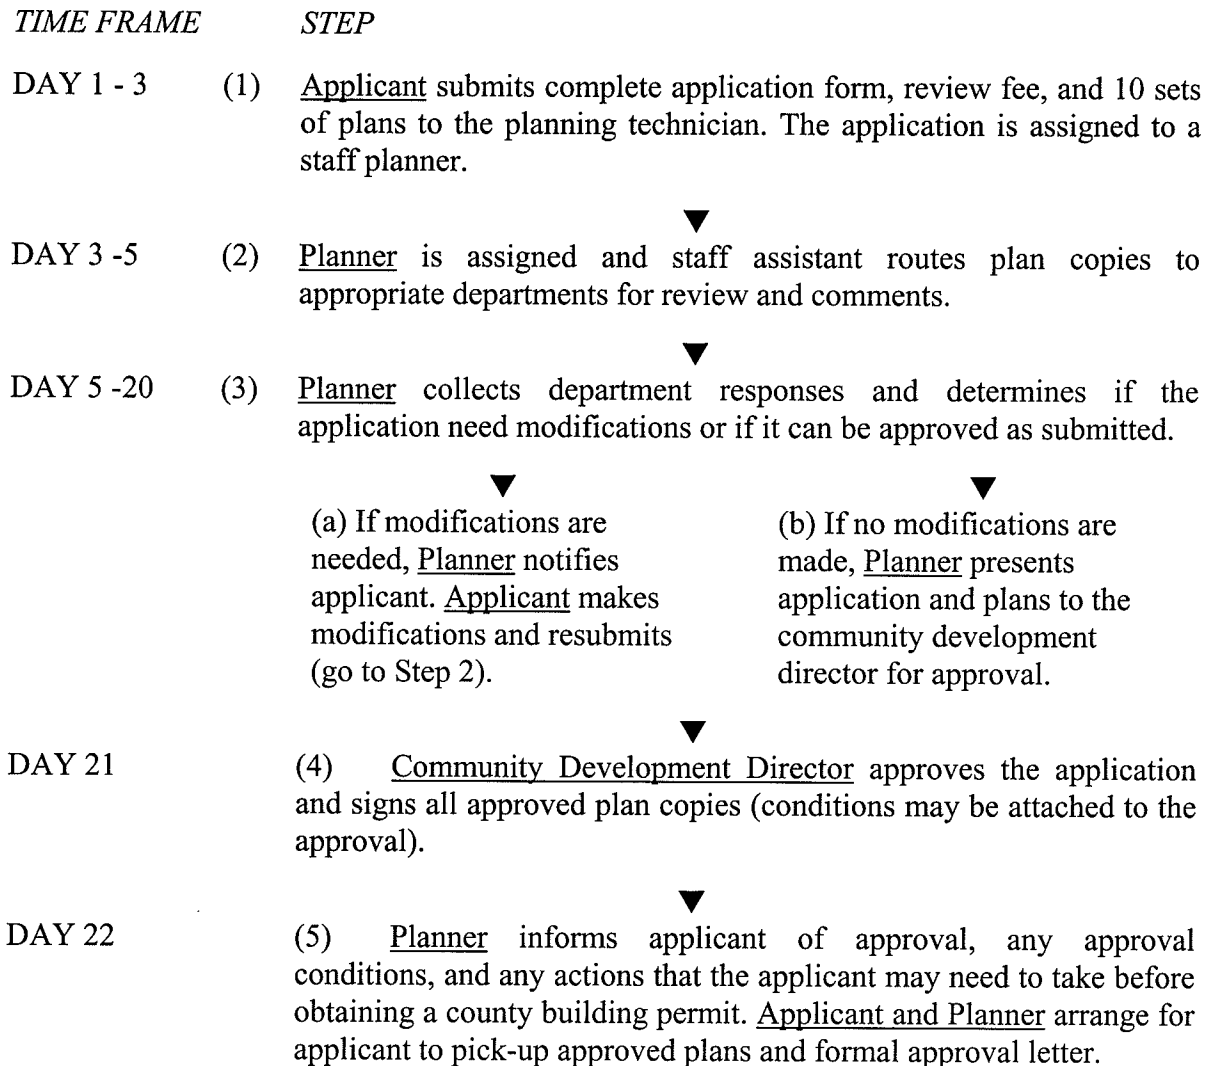 TIME FRAME STEP
DAY 1 - 3 (1) Applicant submits complete application form, review fee, and 10 sets
of plans to the planning technician. The application is assigned to a
staff planner.
DAY 3 -5 (2) Planner is assigned and staff assistant routes plan copies to
appropriate departments for review and comments.
DAY 5 -20 (3) Planner collects department responses and determines if the
application need modifications or if it can be approved as submitted.
(a) If modifications are
needed, Planner notifies
applicant. Applicant makes
modifications and resubmits
(go to Step 2).
(b) If no modifications are
made, Planner presents
application and plans to the
community development
director for approval.
DAY 21 (4) Community Development Director approves the application
and signs all approved plan copies (conditions may be attached to the
approval).
DAY 22 (5) Planner informs applicant of approval, any approval
conditions, and any actions that the applicant may need to take before
obtaining a county building permit. Applicant and Planner arrange for
applicant to pick-up approved plans and formal approval letter.